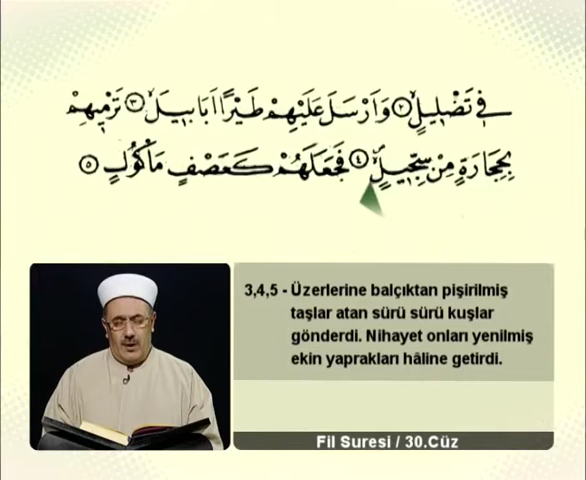 فِي تَضْلِيلٍ ﴿٢﴾ وَاَرْسَلَ عَلَيْهِمْ طَيْرًا اَبَابِيلَ ﴿٣﴾ تَرْمِيهِمْ
بِحِجَارَةٍ مِنْ سِجِّيلٍ ﴿٤﴾ فَجَعَلَهُمْ كَعَصْفٍ مَأْكُولٍ ﴿٥﴾
3,4,5 - Üzerlerine balçıktan pişirilmiş
taşlar atan sürü sürü kuşlar
gönderdi. Nihayet onları yenilmiş
ekin yaprakları hâline getirdi.
Fil Suresi / 30.Cüz